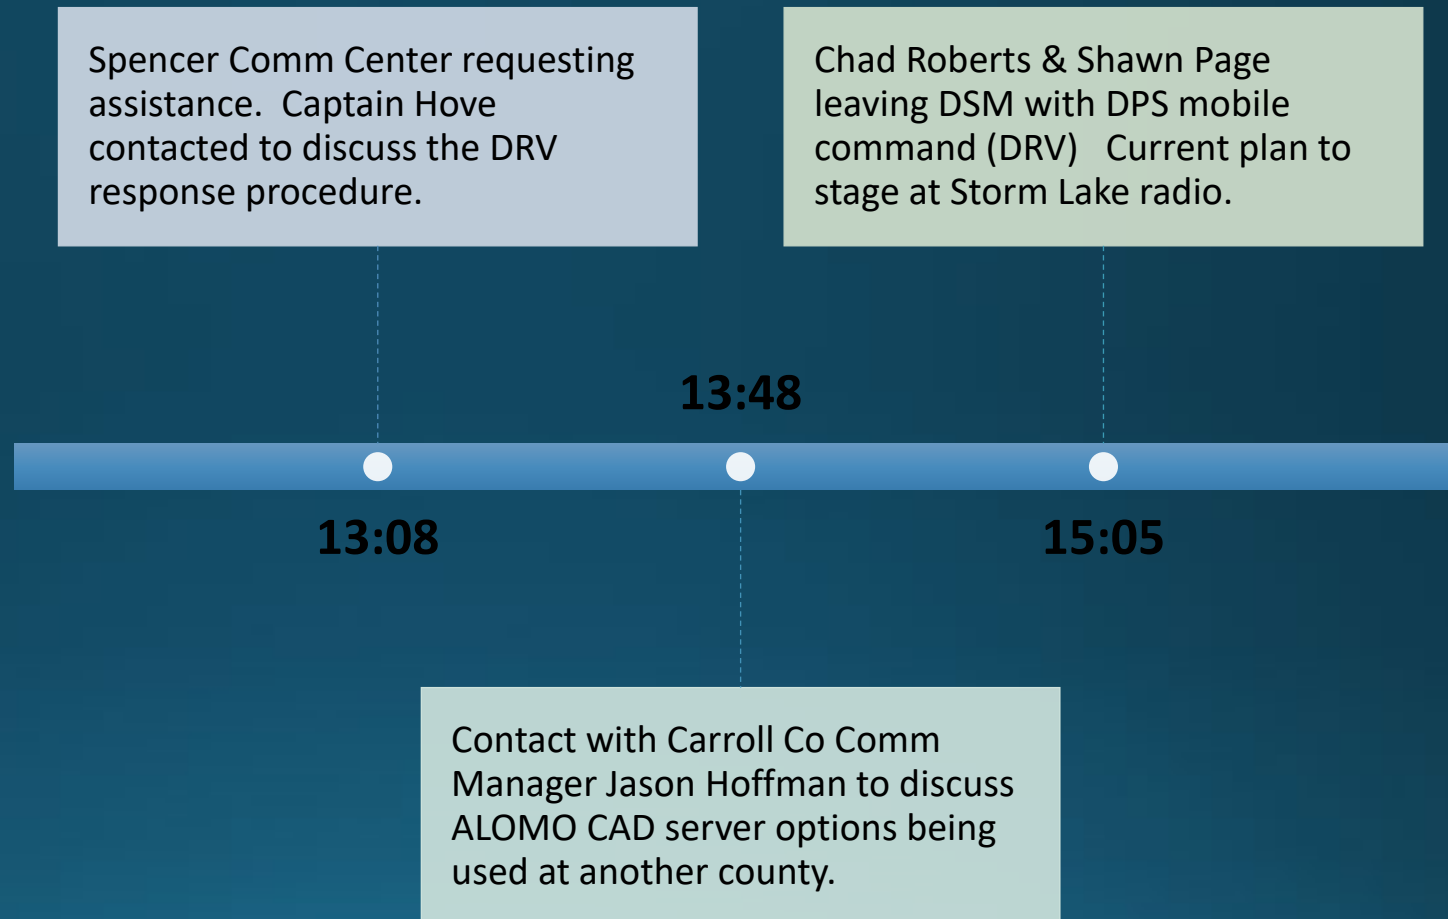 Spencer Comm Center requesting
assistance.  Captain Hove
contacted to discuss the DRV
response procedure.
13:08
13:48
Contact with Carroll Co Comm
Manager Jason Hoffman to discuss
ALOMO CAD server options being
used at another county.
Chad Roberts & Shawn Page
leaving DSM with DPS mobile
command (DRV)   Current plan to
stage at Storm Lake radio.
15:05